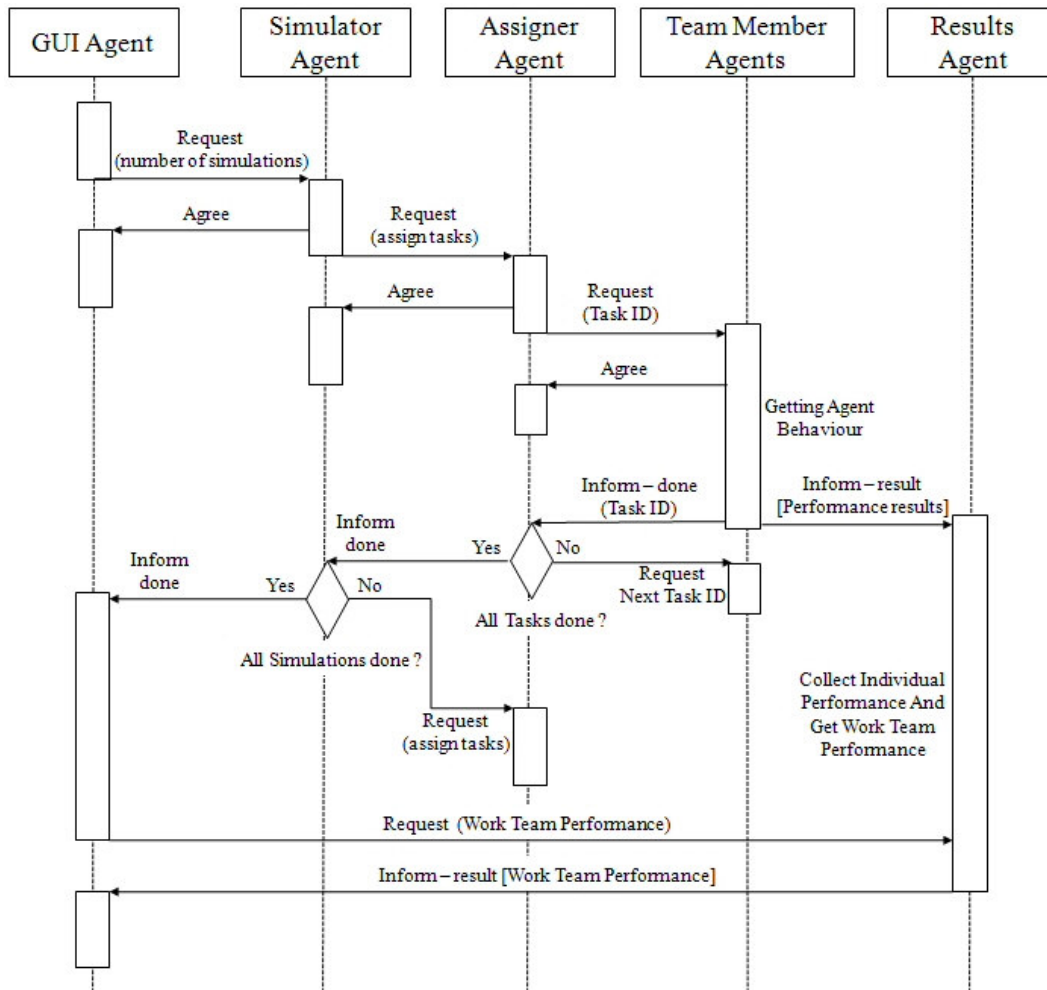 GUI Agent
Simulator
Agent
Assigner
Agent
Team Member
Agents
Results
Agent
Request
(number of simulations)
Agree
Request
(assign tasks)
Agree
Request
(Task ID)
Agree
Getting Agent
Behaviour
Inform – done
(Task ID)
Inform – result
[Performance results]
Inform
done
Yes
No
Request
Next Task ID
All Tasks done ?
Inform
done
Yes
No
All Simulations done ?
Request
(assign tasks)
Collect Individual
Performance And
Get Work Team
Performance
Request (Work Team Performance)
Inform – result [Work Team Performance]